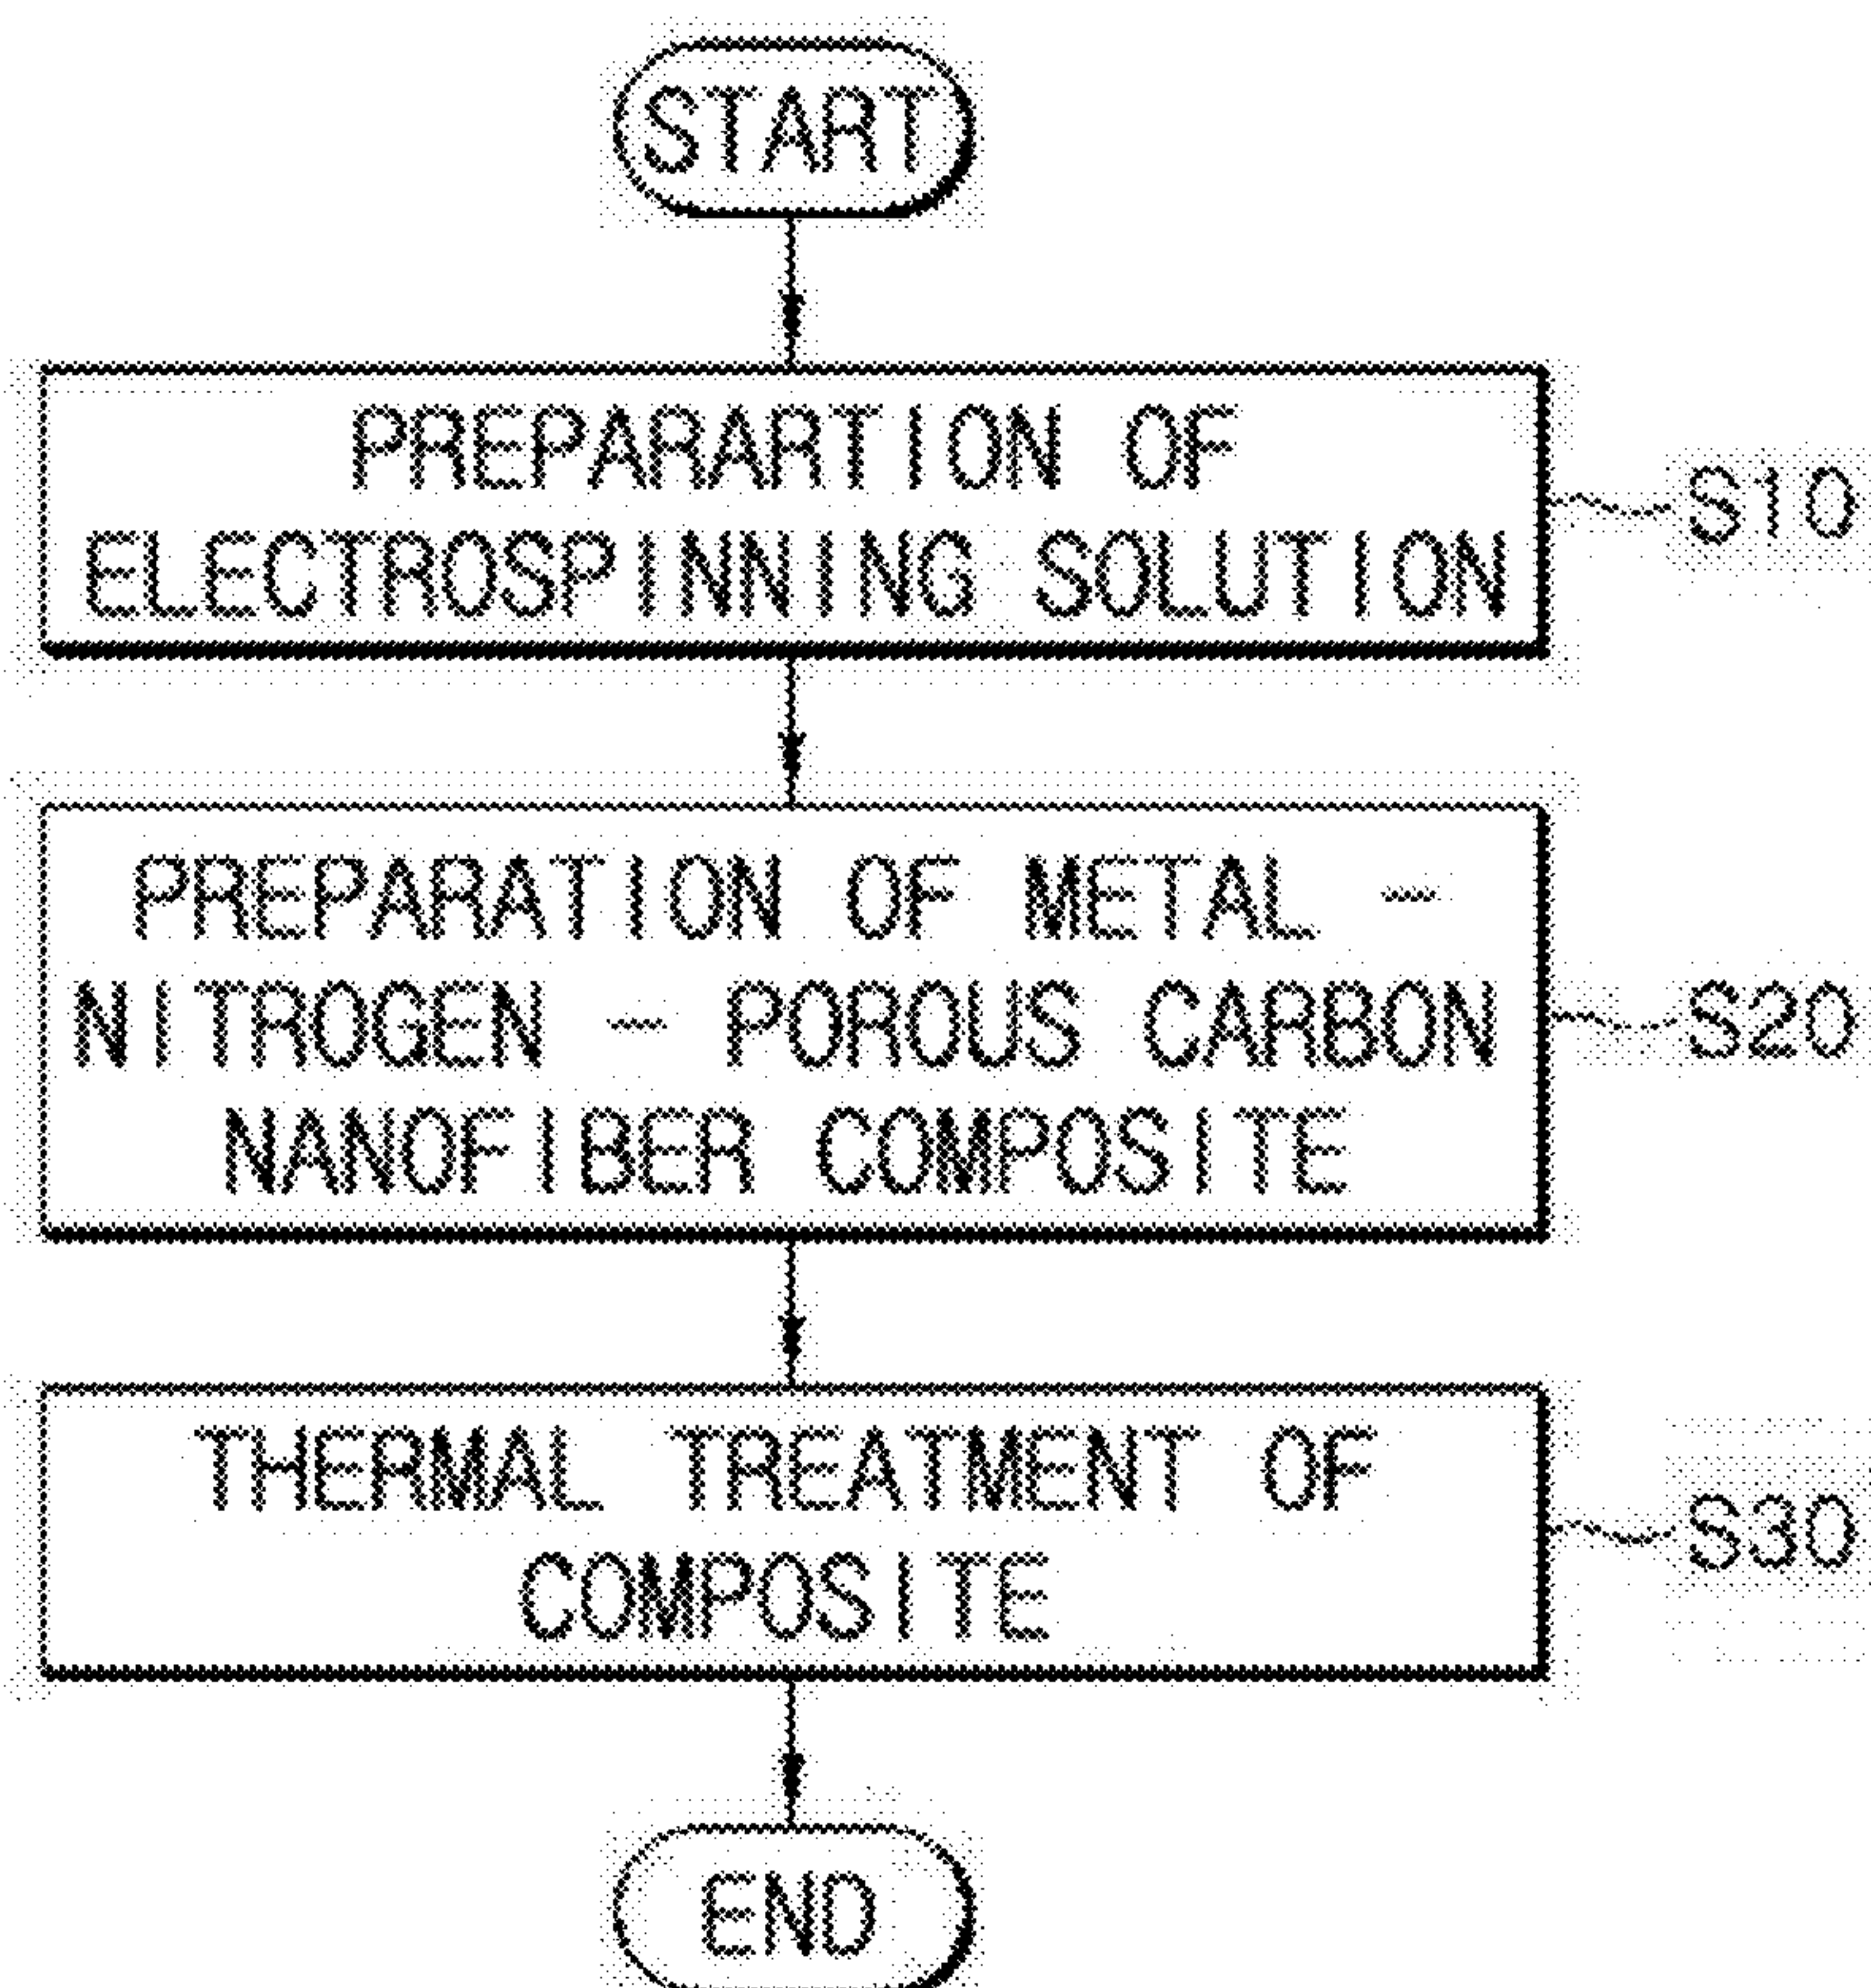 START
PREPARARTION OF
ELECTROSPINNING SOLUTION
S10
PREPARATION OF METAL -
NITROGEN - POROUS CARBON
NANOFIBER COMPOSITE
S20
THERMAL TREATMENT OF
COMPOSITE
S30
END